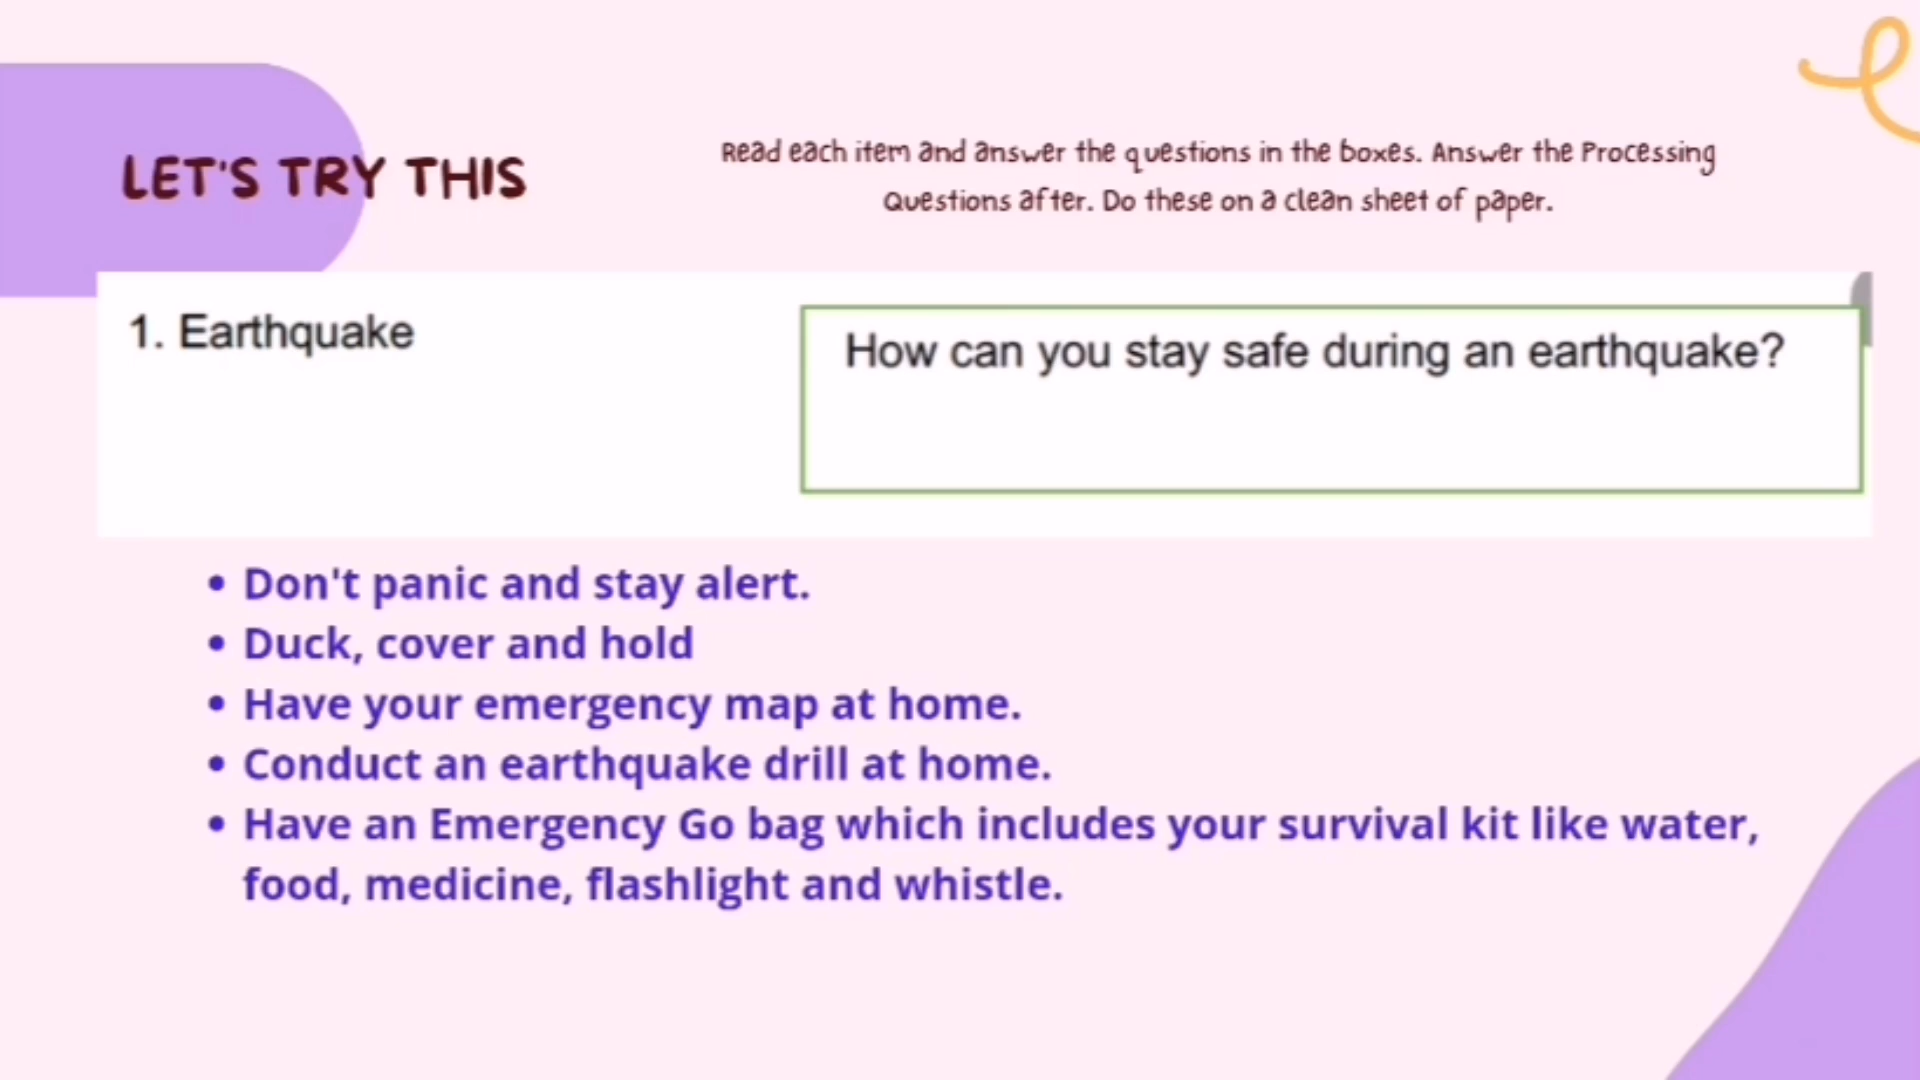 LET'S TRY THIS
Read each item and answer the questions in the boxes. Answer the Processing
Questions after. Do these on a clean sheet of paper.
1. Earthquake
How can you stay safe during an earthquake?
• Don't panic and stay alert.
• Duck, cover and hold
• Have your emergency map at home.
• Conduct an earthquake drill at home.
• Have an Emergency Go bag which includes your survival kit like water,
food, medicine, flashlight and whistle.